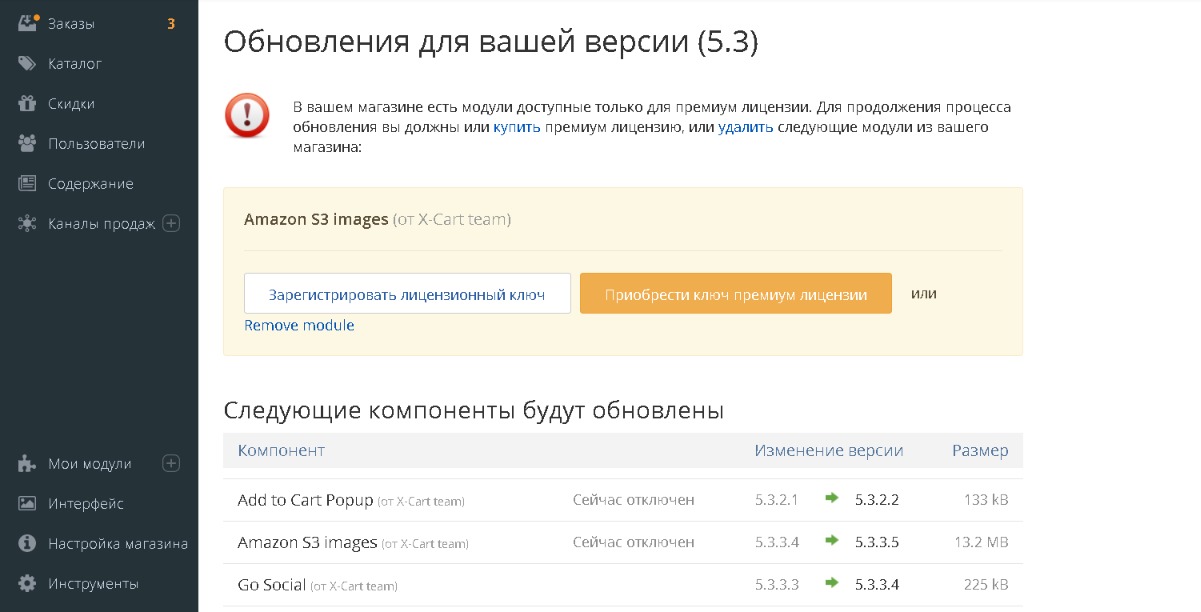 Заказы 3
Каталог
Скидки
Пользователи
Содержание
Каналы продаж
Мои модули
Интерфейс
Настройка магазина
Инструменты
Обновления для вашей версии (5.3)
В вашем магазине есть модули доступные только для премиум лицензии. Для продолжения процесса
обновления вы должны или купить премиум лицензию, или удалить следующие модули из вашего
магазина:
Amazon S3 images (от X-Cart team)
Зарегистрировать лицензионный ключ Приобрести ключ премиум лицензии или
Remove module
Следующие компоненты будут обновлены
Компонент Изменение версии Размер
Add to Cart Popup (от X-Cart team) Сейчас отключен 5.3.2.1 5.3.2.2 133 kB
Amazon S3 images (от X-Cart team) Сейчас отключен 5.3.3.4 5.3.3.5 13.2 MB
Go Social (от X-Cart team) 5.3.3.3 5.3.3.4 225 kB